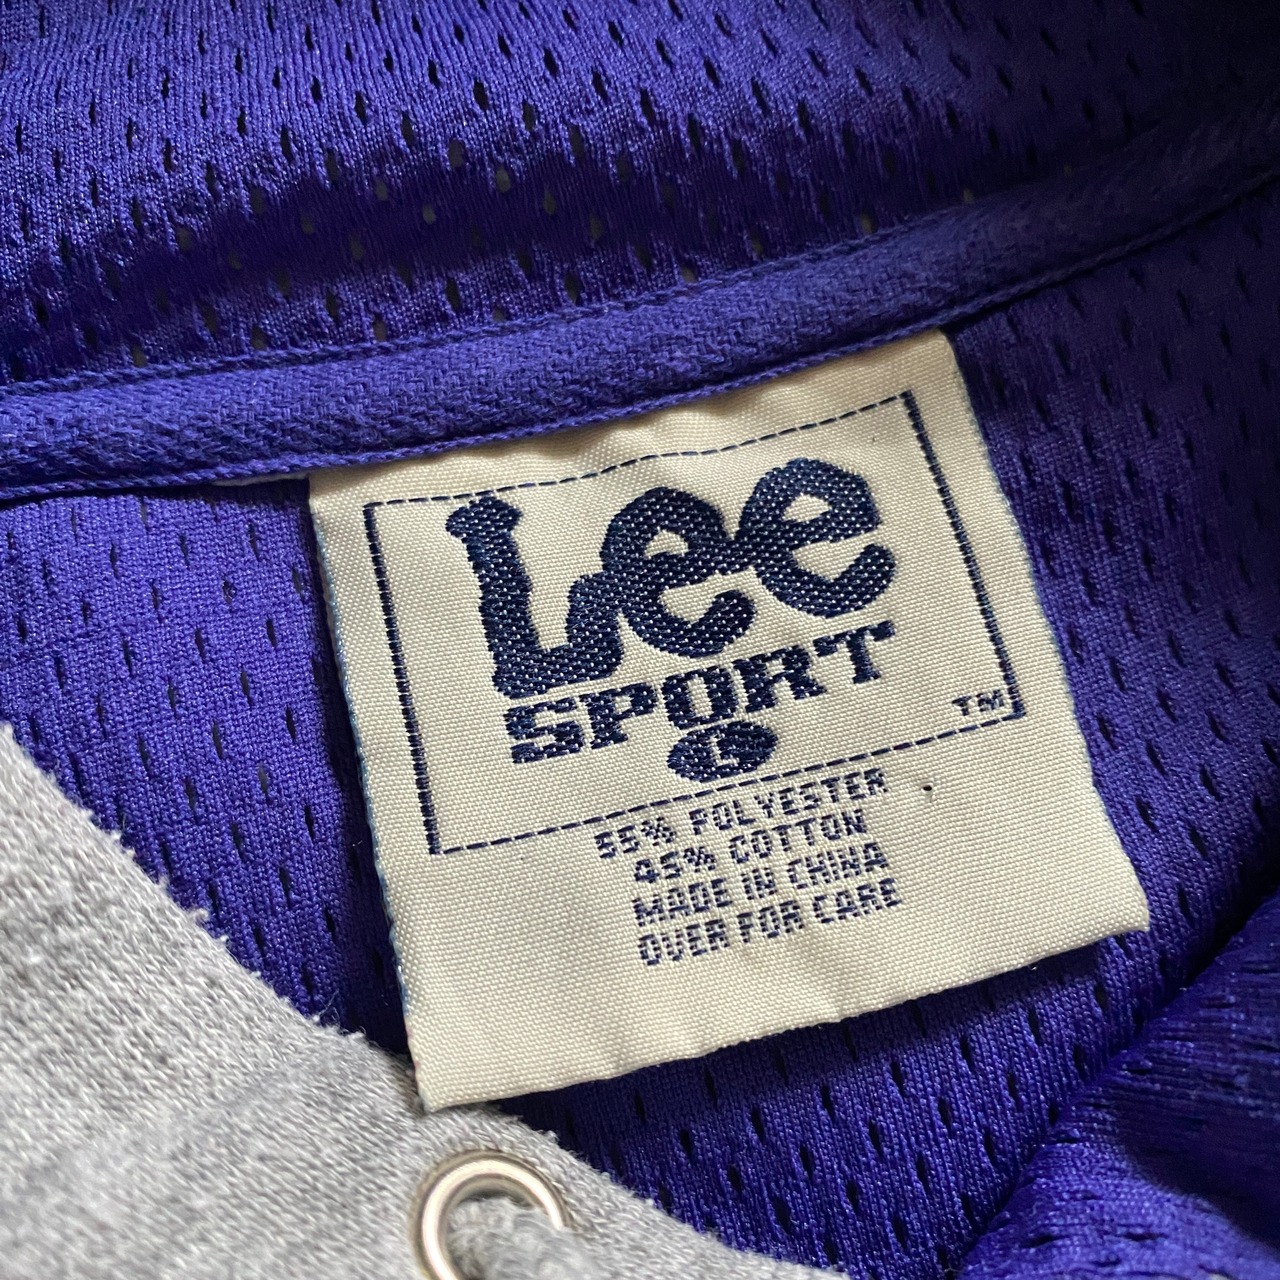 Lee
SPORT
L
TM
55% POLYESTER
45% COTTON
MADE IN CHINA
OVER FOR CARE